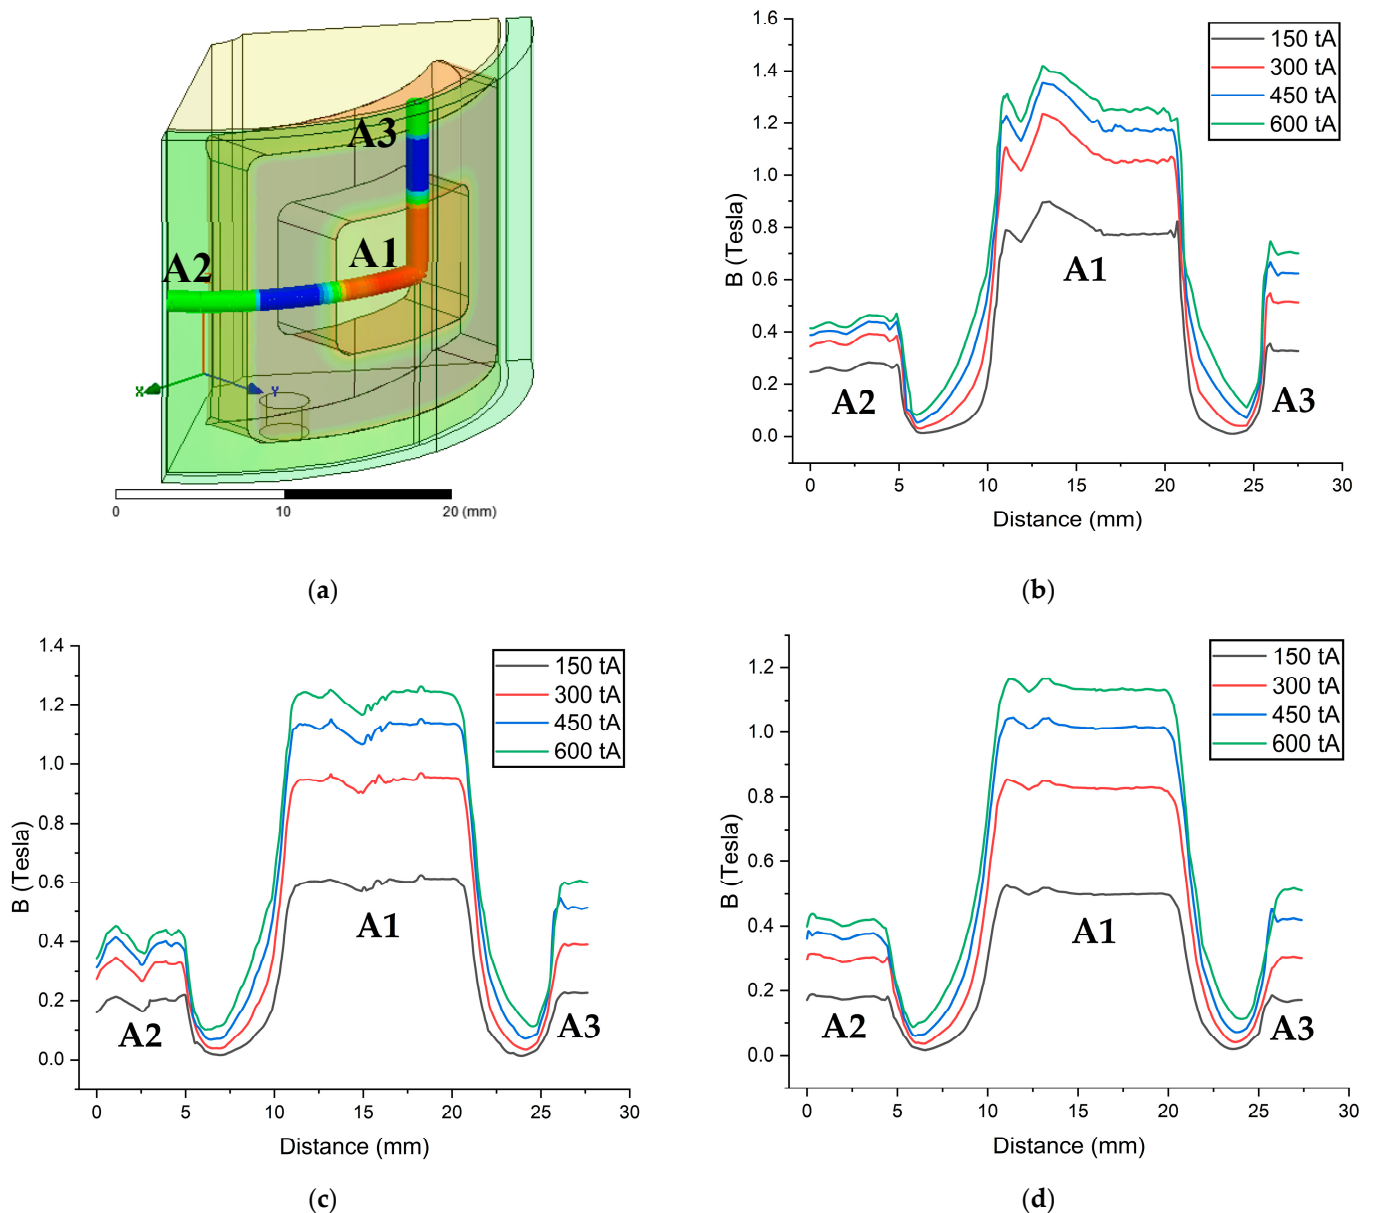 A3
A1
A2
X
Y
0
10
20 (mm)
(a)
1.6
1.4
1.2
1.0
0.8
0.6
0.4
0.2
0.0
B (Tesla)
150 tA
300 tA
450 tA
600 tA
A1
A2
A3
0 5 10 15 20 25 30
Distance (mm)
(b)
1.4
1.2
1.0
0.8
0.6
0.4
0.2
0.0
B (Tesla)
150 tA
300 tA
450 tA
600 tA
A1
A2
A3
0 5 10 15 20 25 30
Distance (mm)
(c)
1.2
1.0
0.8
0.6
0.4
0.2
0.0
B (Tesla)
150 tA
300 tA
450 tA
600 tA
A1
A2
A3
0 5 10 15 20 25 30
Distance (mm)
(d)